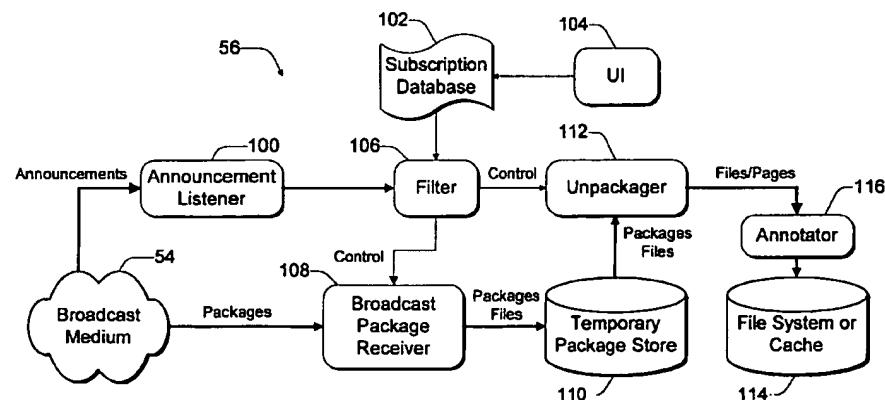 102
104
56
Subscription
Database
UI
100
106
112
Announcements
Announcement
Listener
Filter
Control
Unpackager
Files/Pages
116
Annotator
Packages
Files
54
108
Control
Broadcast
Medium
Packages
Broadcast
Package
Receiver
Packages
Files
Temporary
Package Store
File System or
Cache
110
114